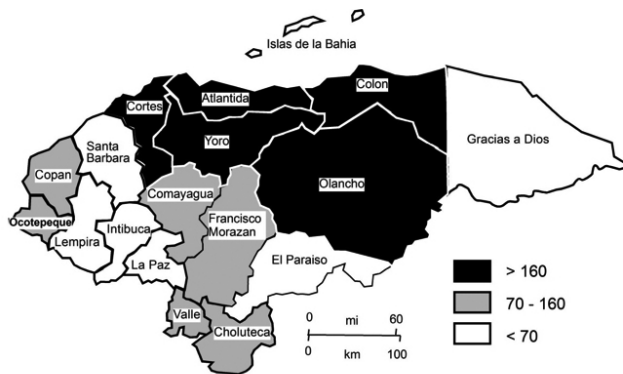 Islas de la Bahia
Cortes
Atlantida
Colon
Yoro
Santa
Barbara
Gracias a Dios
Copan
Olancho
Comayagua
Ocotepeque
Francisco
Morazan
Intibuca
Lempira
La Paz
El Paraiso
> 160
70 - 160
< 70
Valle
Choluteca
0 mi 60
0 km 100